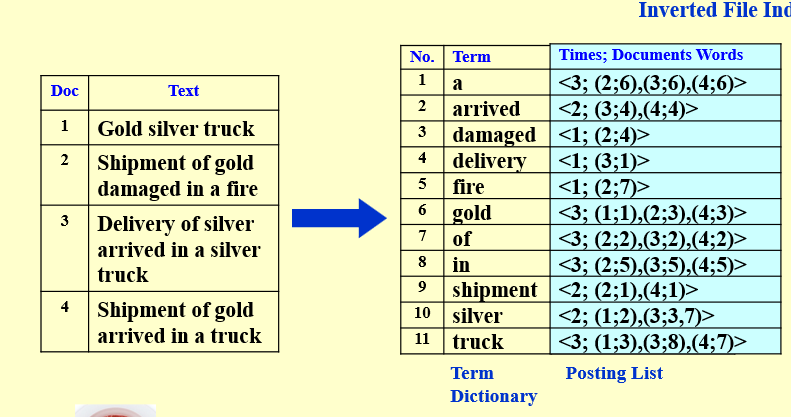 Inverted File Ind
Doc Text
1 Gold silver truck
2 Shipment of gold
damaged in a fire
3 Delivery of silver
arrived in a silver
truck
4 Shipment of gold
arrived in a truck
No. Term Times; Documents Words
1 a <3; (2;6),(3;6),(4;6)>
2 arrived <2; (3;4),(4;4)>
3 damaged <1; (2;4)>
4 delivery <1; (3;1)>
5 fire <1; (2;7)>
6 gold <3; (1;1),(2;3),(4;3)>
7 of <3; (2;2),(3;2),(4;2)>
8 in <3; (2;5),(3;5),(4;5)>
9 shipment <2; (2;1),(4;1)>
10 silver <2; (1;2),(3;3,7)>
11 truck <3; (1;3),(3;8),(4;7)>
Term Posting List
Dictionary